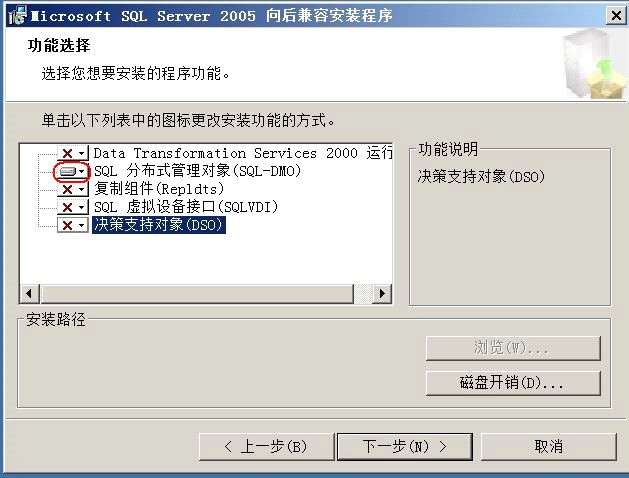 Microsoft SQL Server 2005 向后兼容安装程序
功能选择
选择您想要安装的程序功能。
单击以下列表中的图标更改安装功能的方式。
Data Transformation Services 2000 运行
SQL 分布式管理对象(SQL-DMO)
复制组件(Repldts)
SQL 虚拟设备接口(SQLVDI)
决策支持对象(DSO)
功能说明
决策支持对象(DSO)
安装路径
浏览(W)...
磁盘开销(D)...
< 上一步(B)
下一步(N) >
取消